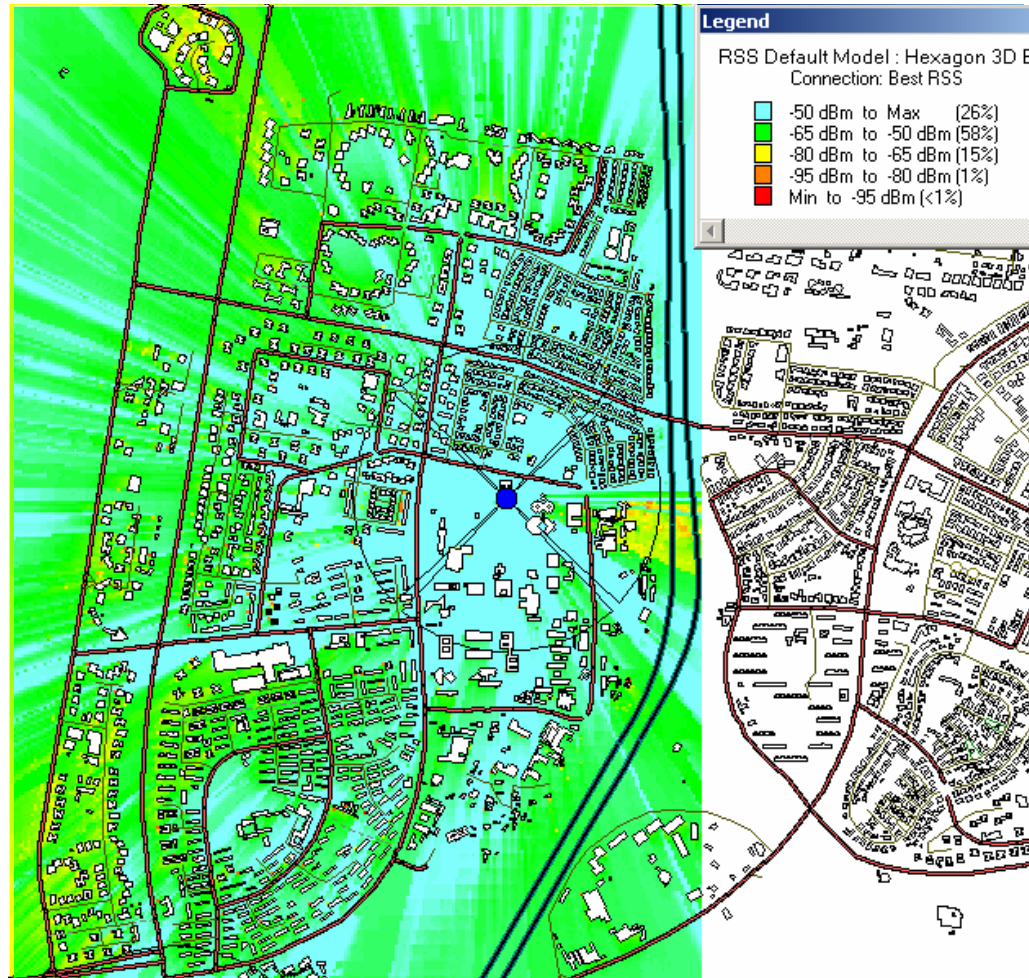 Legend
RSS Default Model : Hexagon 3D
Connection: Best RSS
-50 dBm to Max (26%)
-65 dBm to -50 dBm (58%)
-80 dBm to -65 dBm (15%)
-95 dBm to -80 dBm (1%)
Min to -95 dBm (<1%)